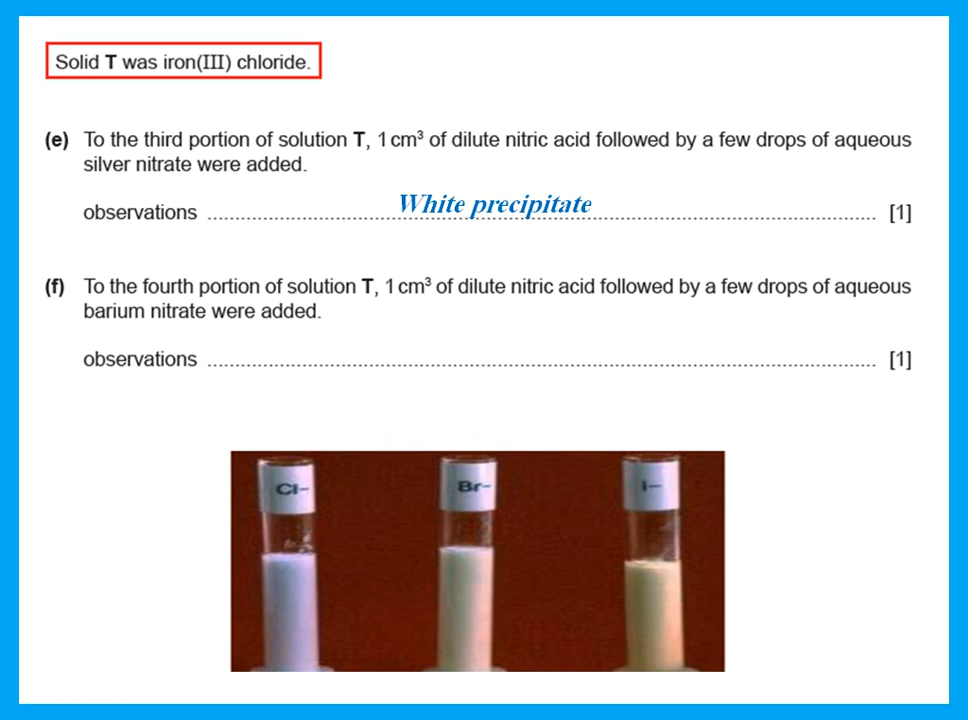 Solid T was iron(III) chloride.
(e) To the third portion of solution T, 1 cm³ of dilute nitric acid followed by a few drops of aqueous
silver nitrate were added.
observations ............ White precipitate ............ [1]
(f) To the fourth portion of solution T, 1 cm³ of dilute nitric acid followed by a few drops of aqueous
barium nitrate were added.
observations ........................ [1]
Cl– Br– I–